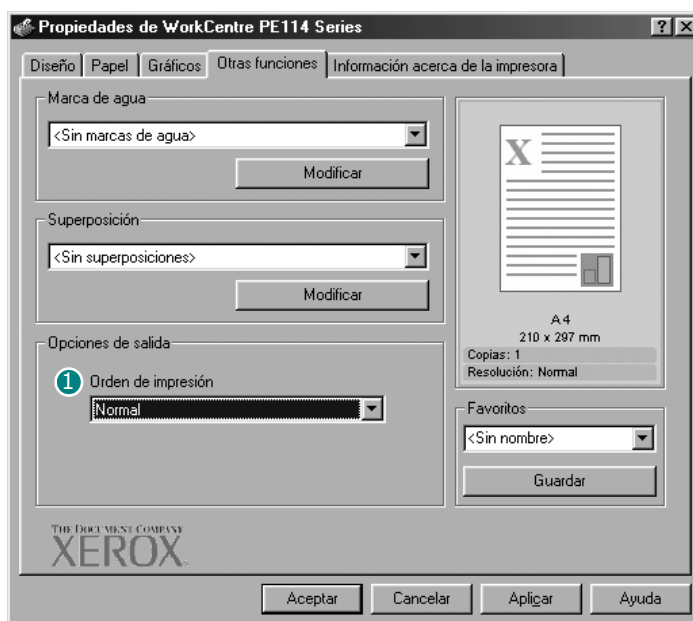 Propiedades de WorkCentre PE114 Series
Diseño Papel Gráficos Otras funciones Información acerca de la impresora
Marca de agua
<Sin marcas de agua>
Modificar
Superposición
<Sin superposiciones>
Modificar
Opciones de salida
1 Orden de impresión
Normal
X
A4
210 x 297 mm
Copias: 1
Resolución: Normal
Favoritos
<Sin nombre>
Guardar
THE DOCUMENT COMPANY
XEROX
Aceptar Cancelar Aplicar Ayuda